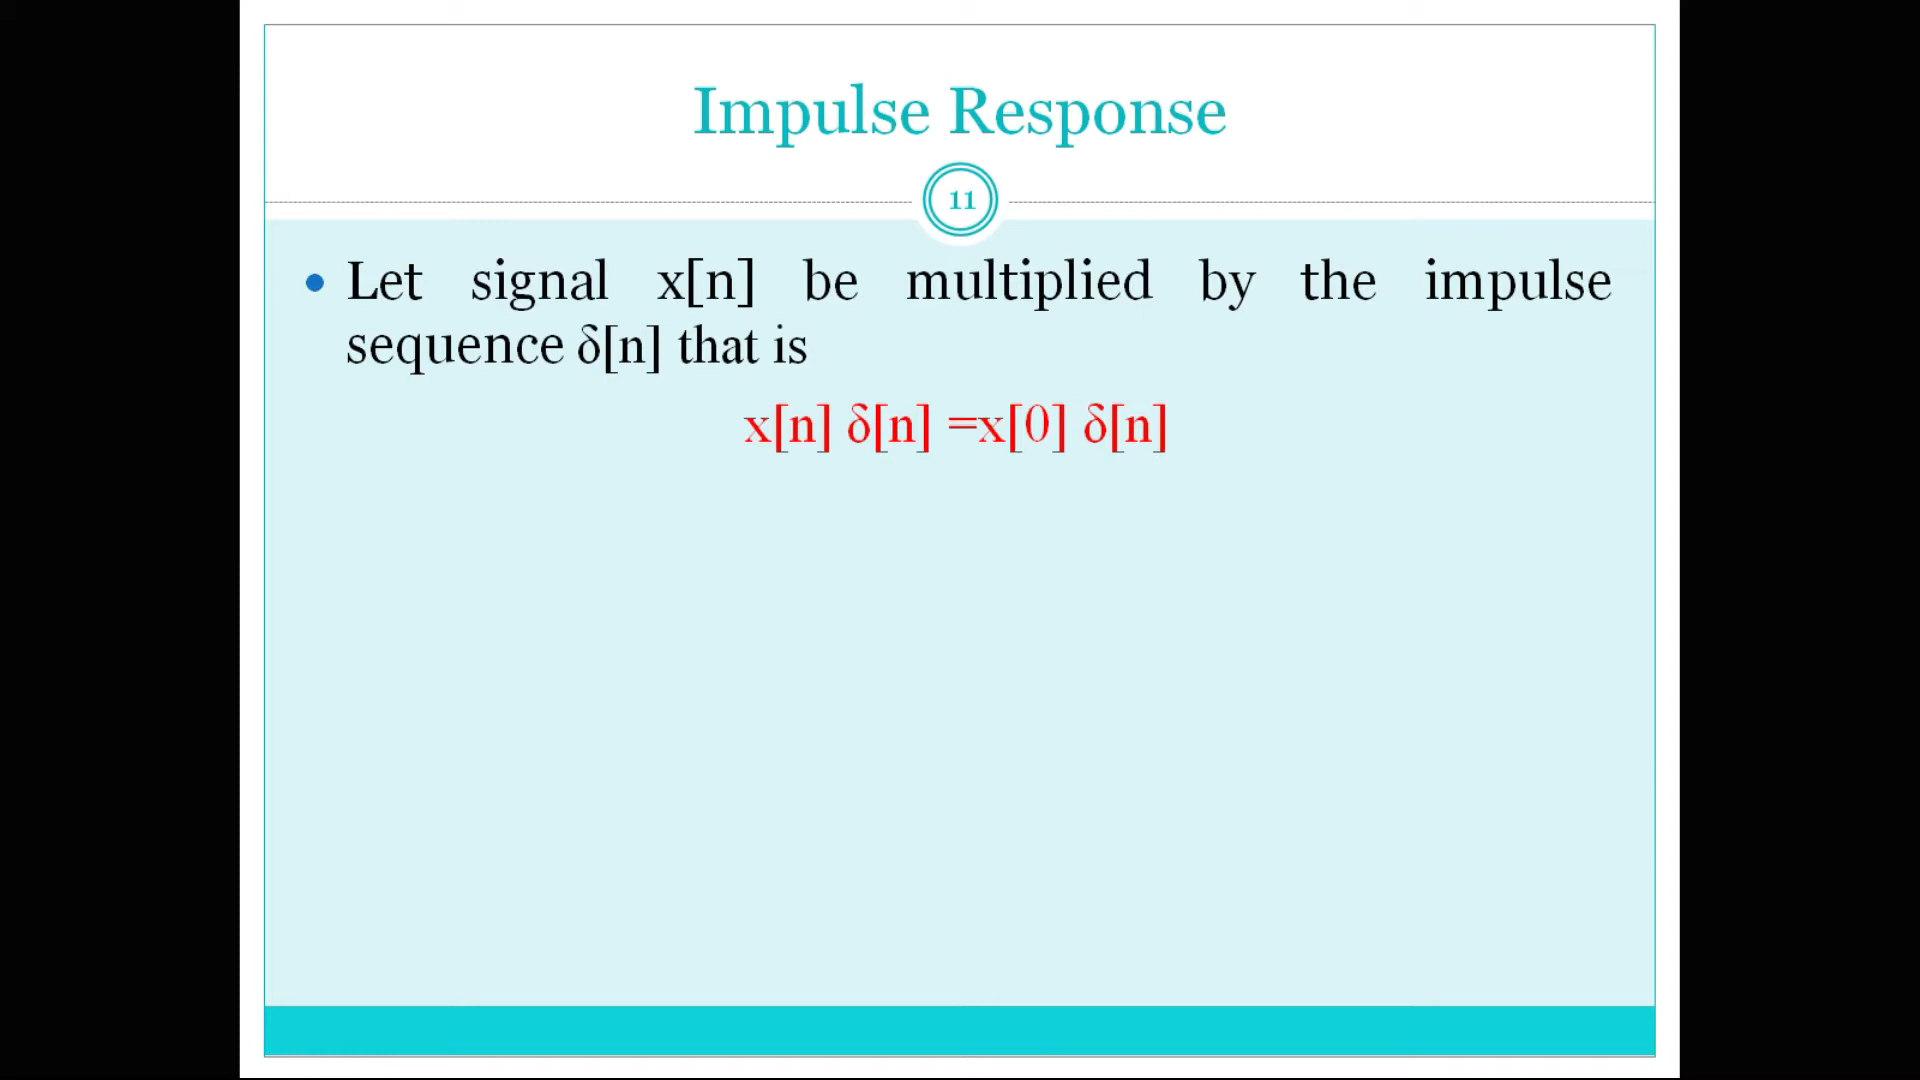 Impulse Response
11
• Let signal x[n] be multiplied by the impulse
sequence δ[n] that is
x[n] δ[n] =x[0] δ[n]